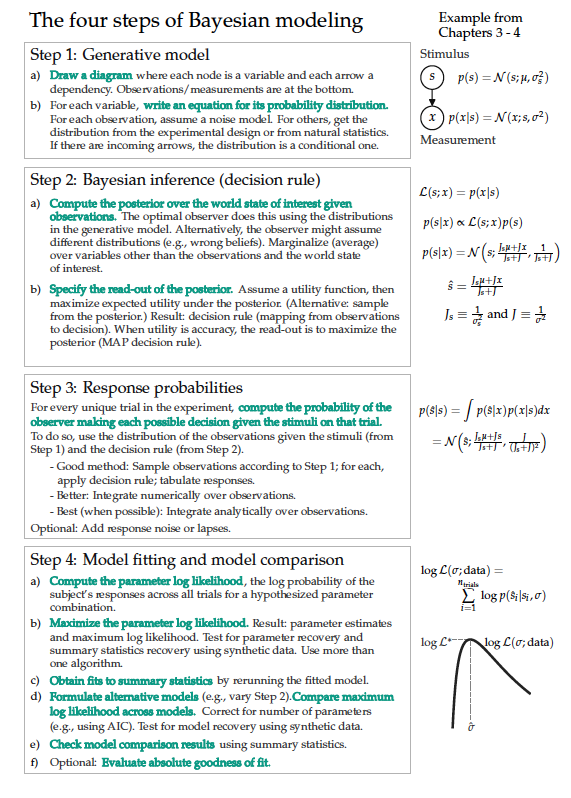 The four steps of Bayesian modeling
Example from
Chapters 3 - 4
Step 1: Generative model
a) Draw a diagram where each node is a variable and each arrow a
dependency. Observations/measurements are at the bottom.
b) For each variable, write an equation for its probability distribution.
For each observation, assume a noise model. For others, get the
distribution from the experimental design or from natural statistics.
If there are incoming arrows, the distribution is a conditional one.
Stimulus
s p(s) = N(s; μ, σ_s²)
x p(x|s) = N(x; s, σ²)
Measurement
Step 2: Bayesian inference (decision rule)
a) Compute the posterior over the world state of interest given
observations. The optimal observer does this using the distributions
in the generative model. Alternatively, the observer might assume
different distributions (e.g., wrong beliefs). Marginalize (average)
over variables other than the observations and the world state
of interest.
b) Specify the read-out of the posterior. Assume a utility function, then
maximize expected utility under the posterior. (Alternative: sample
from the posterior.) Result: decision rule (mapping from observations
to decision). When utility is accuracy, the read-out is to maximize the
posterior (MAP decision rule).
L(s; x) = p(x|s)
p(s|x) ∝ L(s; x)p(s)
p(s|x) = N(s; (J_sμ+Jx)/(J_s+J), 1/(J_s+J))
ŝ = (J_sμ+Jx)/(J_s+J)
J_s ≡ 1/σ_s² and J ≡ 1/σ²
Step 3: Response probabilities
For every unique trial in the experiment, compute the probability of the
observer making each possible decision given the stimuli on that trial.
To do so, use the distribution of the observations given the stimuli (from
Step 1) and the decision rule (from Step 2).
- Good method: Sample observations according to Step 1; for each,
apply decision rule; tabulate responses.
- Better: Integrate numerically over observations.
- Best (when possible): Integrate analytically over observations.
Optional: Add response noise or lapses.
p(ŝ|s) = ∫ p(ŝ|x)p(x|s)dx
= N(ŝ; (J_sμ+Js)/(J_s+J), J/(J_s+J)²)
Step 4: Model fitting and model comparison
a) Compute the parameter log likelihood, the log probability of the
subject's responses across all trials for a hypothesized parameter
combination.
b) Maximize the parameter log likelihood. Result: parameter estimates
and maximum log likelihood. Test for parameter recovery and
summary statistics recovery using synthetic data. Use more than
one algorithm.
c) Obtain fits to summary statistics by rerunning the fitted model.
d) Formulate alternative models (e.g., vary Step 2). Compare maximum
log likelihood across models. Correct for number of parameters
(e.g., using AIC). Test for model recovery using synthetic data.
e) Check model comparison results using summary statistics.
f) Optional: Evaluate absolute goodness of fit.
log L(σ; data) =
n_trials
∑ log p(ŝ_i|s_i, σ)
i=1
log L* log L(σ; data)
σ̂